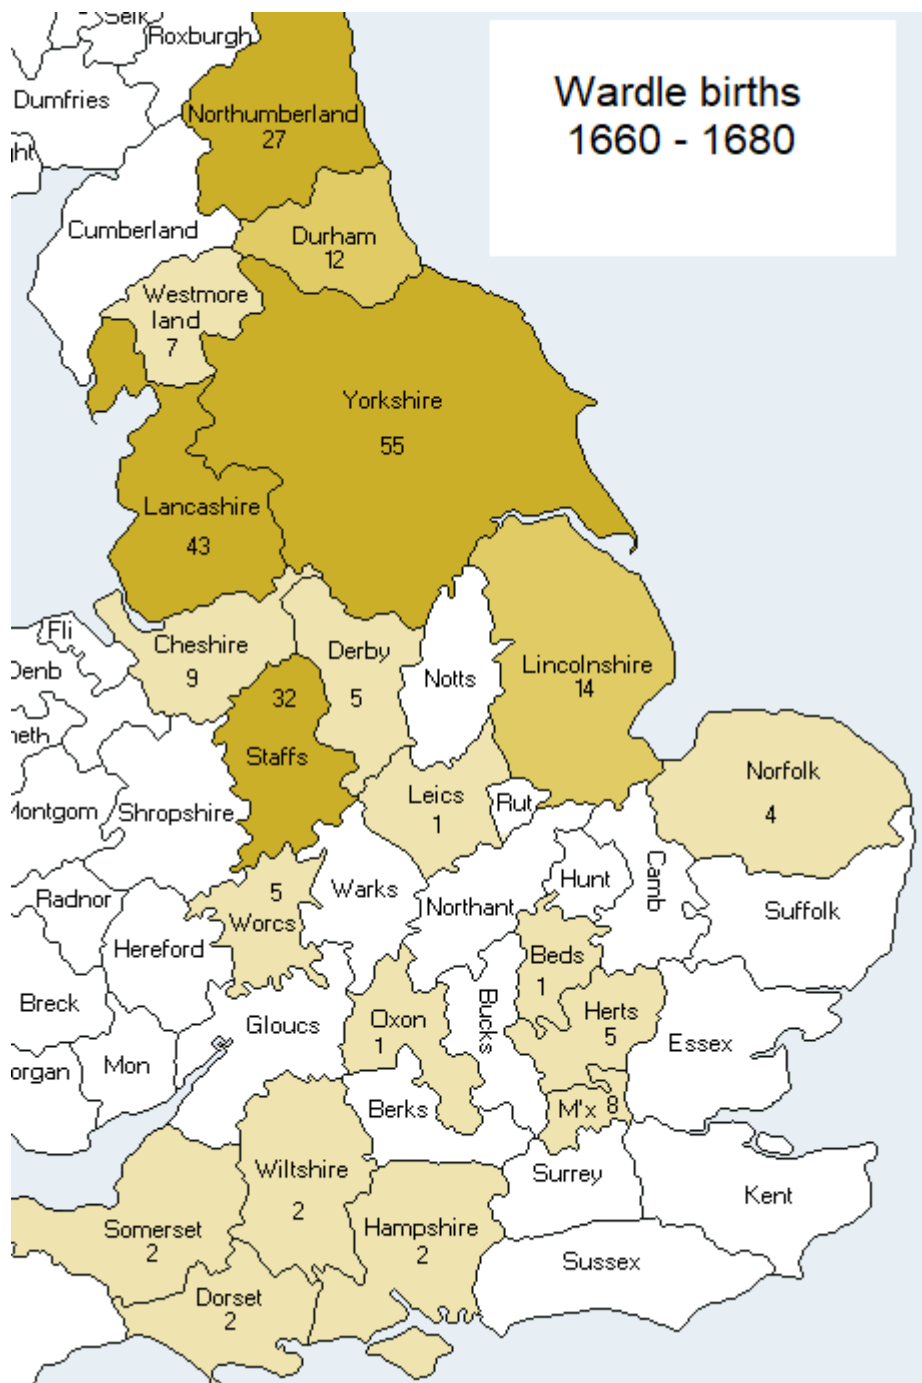 Wardle births
1660 - 1680
Selk
Roxburgh
Dumfries
Northumberland
27
ght
Cumberland
Durham
12
Westmore
land
7
Yorkshire
55
Lancashire
43
Fli
Denb
Cheshire
9
Derby
5
Notts
Lincolnshire
14
32
Staffs
neth
Montgom
Shropshire
Leics
1
Rut
Norfolk
4
Radnor
Hereford
5
Worcs
Warks
Northant
Hunt
Camb
Suffolk
Breck
Mon
organ
Gloucs
Oxon
1
Bucks
Beds
1
Herts
5
Essex
Berks
M'x 8
Wiltshire
2
Surrey
Kent
Somerset
2
Hampshire
2
Sussex
Dorset
2